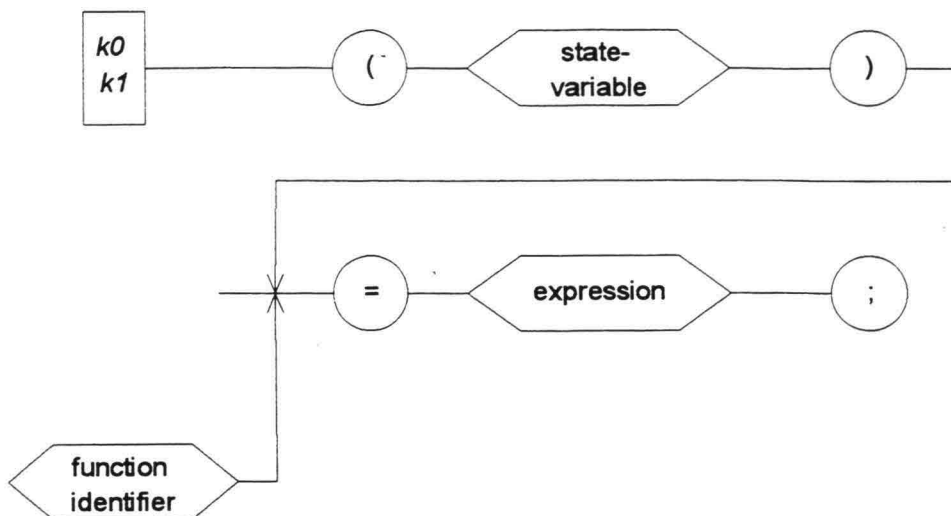 k0
k1
(
state-
variable
)
=
expression
;
function
identifier